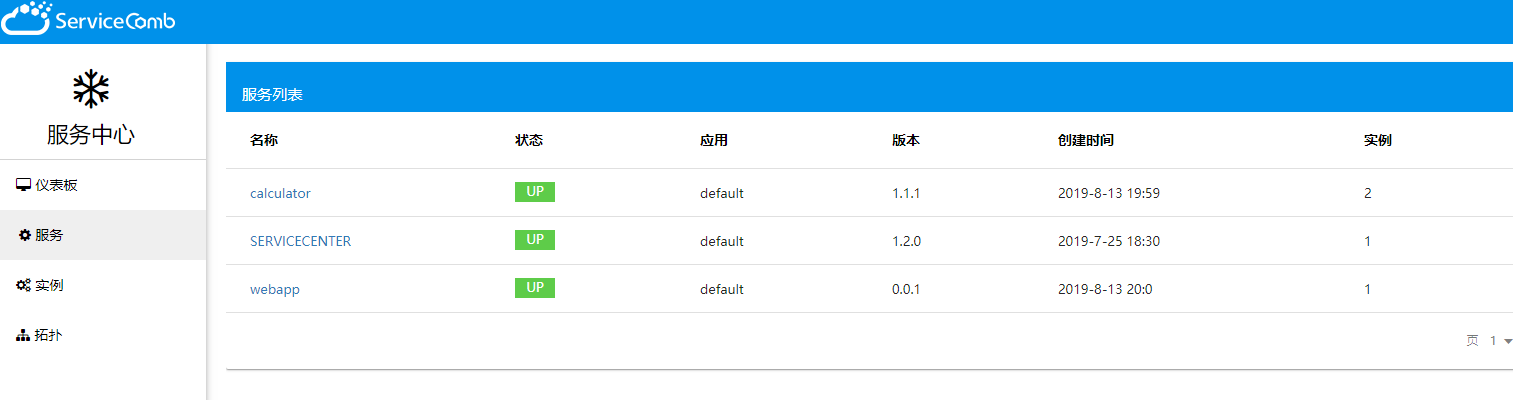 ServiceComb
服务中心
仪表板
服务
实例
拓扑
服务列表
名称 状态 应用 版本 创建时间 实例
calculator UP default 1.1.1 2019-8-13 19:59 2
SERVICECENTER UP default 1.2.0 2019-7-25 18:30 1
webapp UP default 0.0.1 2019-8-13 20:0 1
页 1